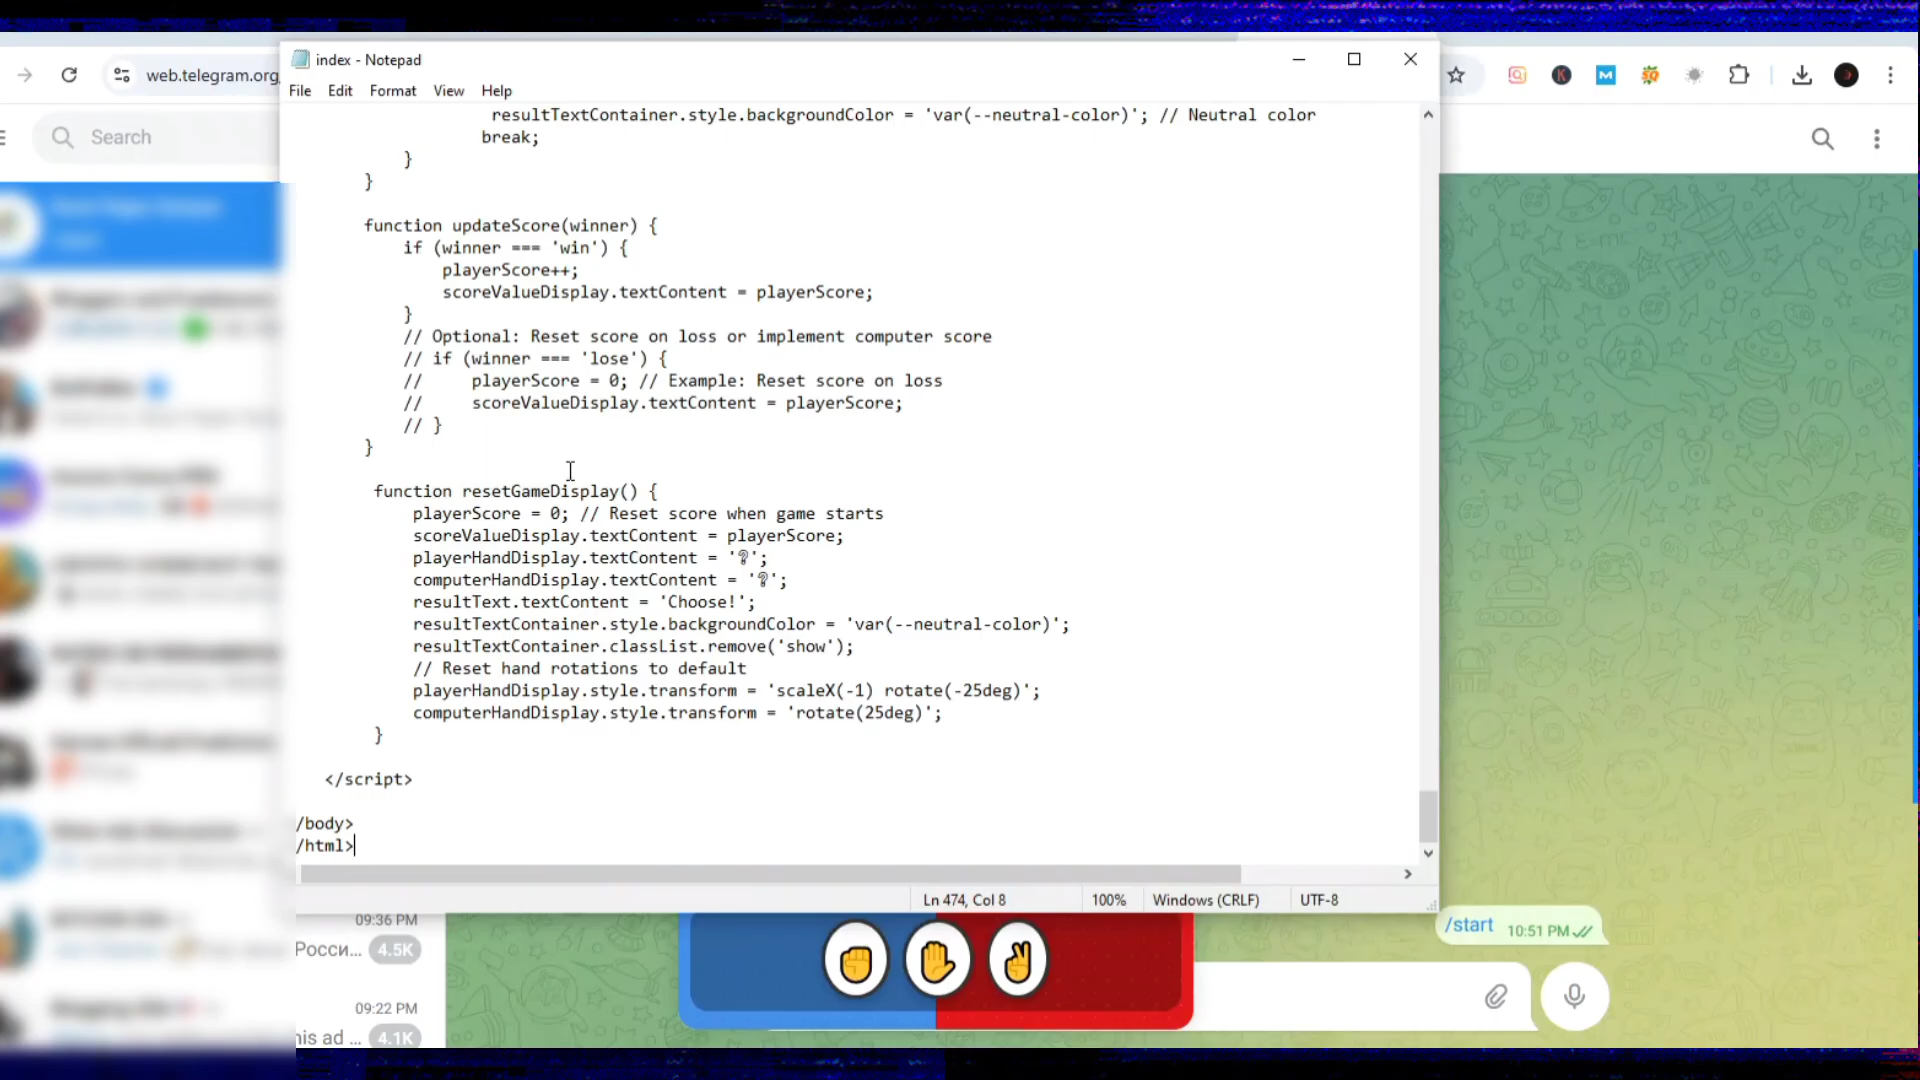 index - Notepad
web.telegram.org
File Edit Format View Help
Search
resultTextContainer.style.backgroundColor = 'var(--neutral-color)'; // Neutral color
break;
}
}
function updateScore(winner) {
if (winner === 'win') {
playerScore++;
scoreValueDisplay.textContent = playerScore;
}
// Optional: Reset score on loss or implement computer score
// if (winner === 'lose') {
//     playerScore = 0; // Example: Reset score on loss
//     scoreValueDisplay.textContent = playerScore;
// }
}
function resetGameDisplay() {
playerScore = 0; // Reset score when game starts
scoreValueDisplay.textContent = playerScore;
playerHandDisplay.textContent = '❔';
computerHandDisplay.textContent = '❔';
resultText.textContent = 'Choose!';
resultTextContainer.style.backgroundColor = 'var(--neutral-color)';
resultTextContainer.classList.remove('show');
// Reset hand rotations to default
playerHandDisplay.style.transform = 'scaleX(-1) rotate(-25deg)';
computerHandDisplay.style.transform = 'rotate(25deg)';
}
</script>
/body>
/html>
Ln 474, Col 8 100% Windows (CRLF) UTF-8
09:36 PM
Росси... 4.5K
/start 10:51 PM
09:22 PM
his ad ... 4.1K